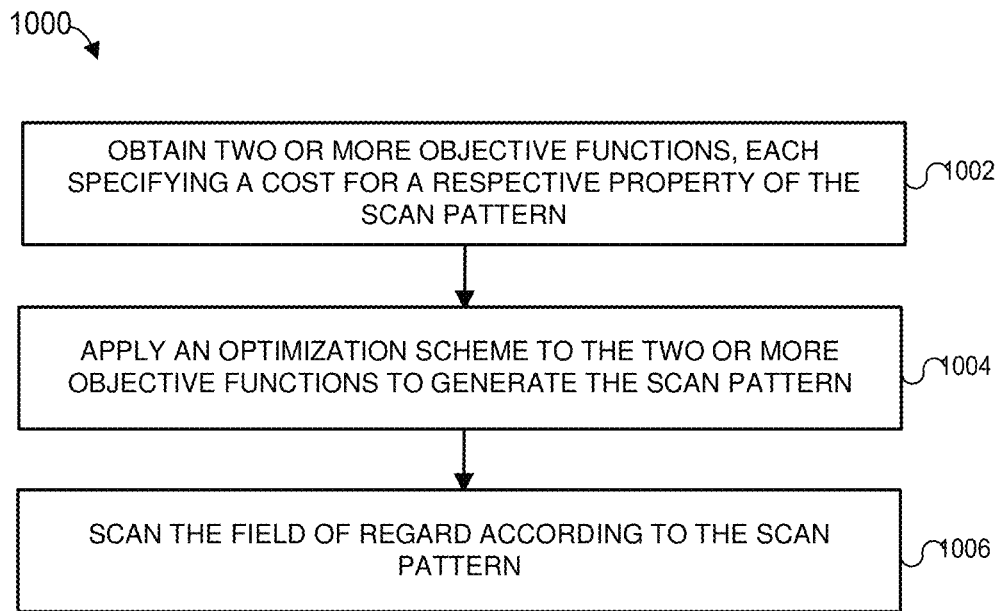 1000
OBTAIN TWO OR MORE OBJECTIVE FUNCTIONS, EACH
SPECIFYING A COST FOR A RESPECTIVE PROPERTY OF THE
SCAN PATTERN
1002
APPLY AN OPTIMIZATION SCHEME TO THE TWO OR MORE
OBJECTIVE FUNCTIONS TO GENERATE THE SCAN PATTERN
1004
SCAN THE FIELD OF REGARD ACCORDING TO THE SCAN
PATTERN
1006